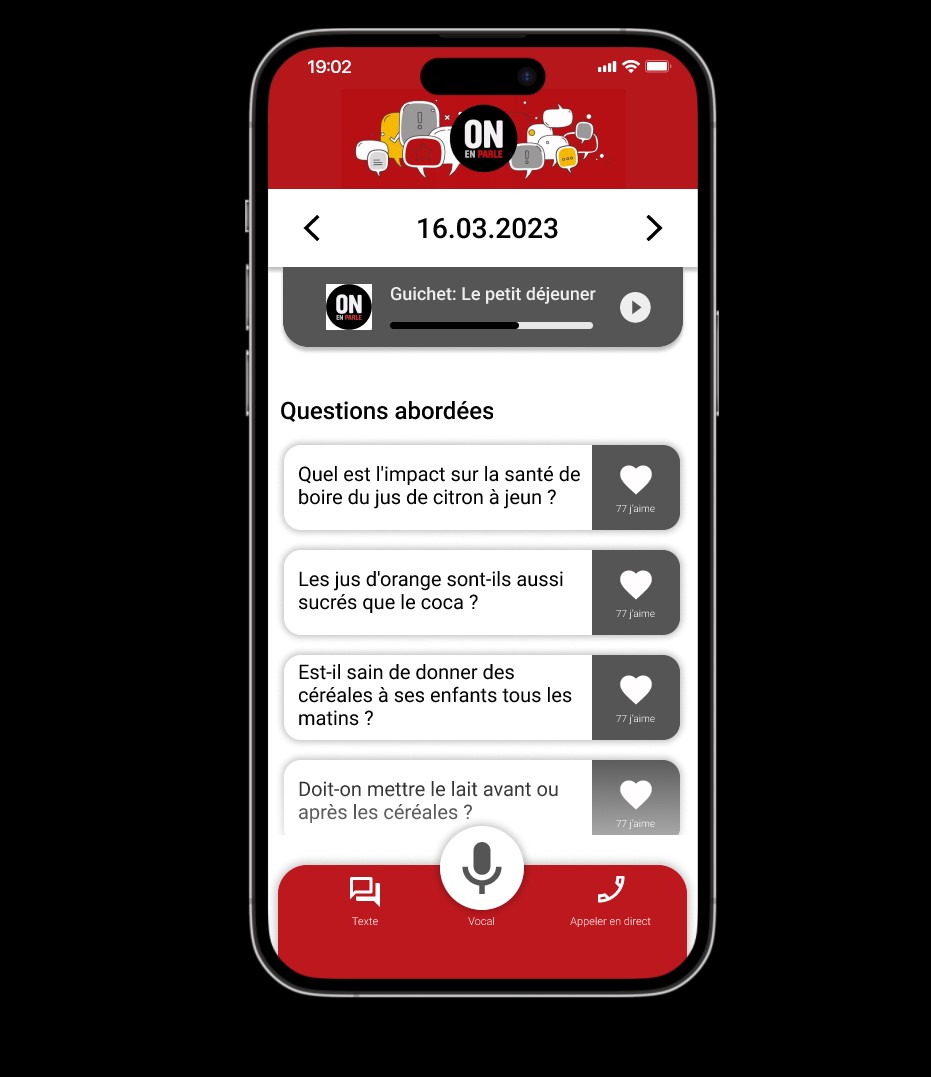 19:02
ON
EN PARLE
16.03.2023
ON
EN PARLE
Guichet: Le petit déjeuner
Questions abordées
Quel est l'impact sur la santé de
boire du jus de citron à jeun ?
77 j'aime
Les jus d'orange sont-ils aussi
sucrés que le coca ?
77 j'aime
Est-il sain de donner des
céréales à ses enfants tous les
matins ?
77 j'aime
Doit-on mettre le lait avant ou
après les céréales ?
77 j'aime
Texte
Vocal
Appeler en direct